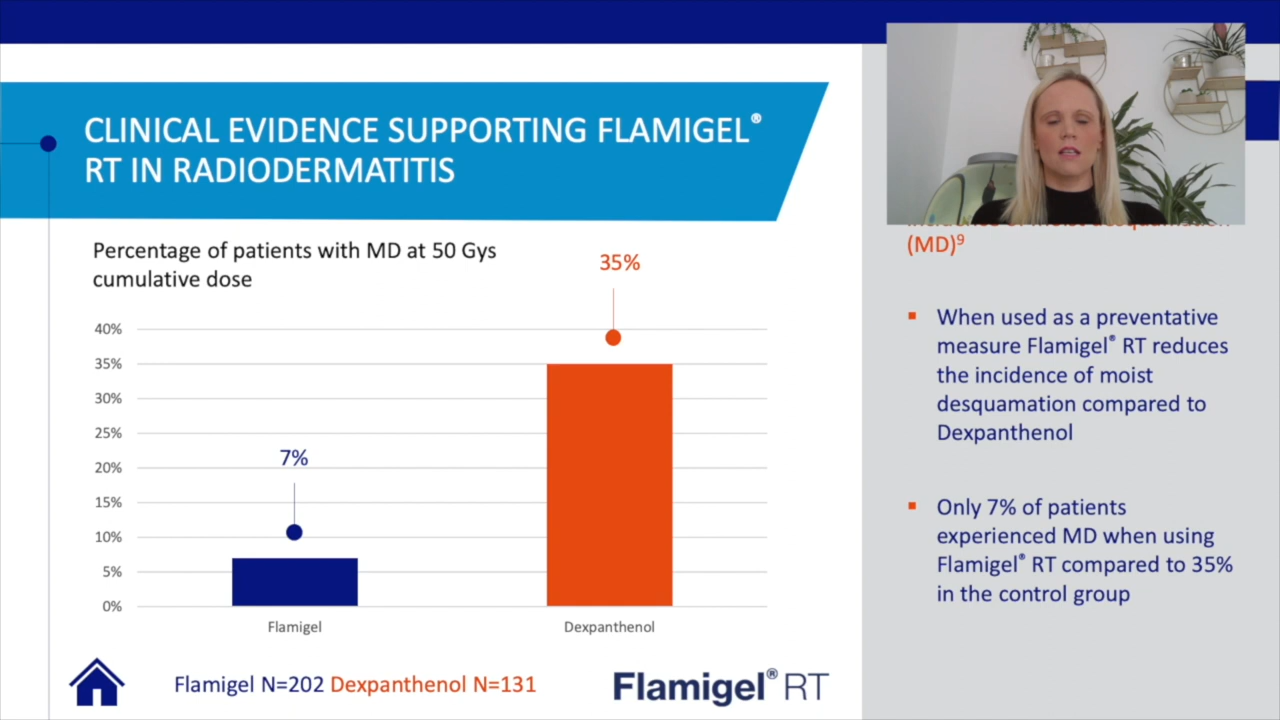 CLINICAL EVIDENCE SUPPORTING FLAMIGEL®
RT IN RADIODERMATITIS
Percentage of patients with MD at 50 Gys
cumulative dose
40%
35%
30%
25%
20%
15%
10%
5%
0%
7%
35%
Flamigel
Dexpanthenol
Flamigel N=202 Dexpanthenol N=131
Flamigel® RT
(MD)⁹
▪ When used as a preventative
measure Flamigel® RT reduces
the incidence of moist
desquamation compared to
Dexpanthenol
▪ Only 7% of patients
experienced MD when using
Flamigel® RT compared to 35%
in the control group